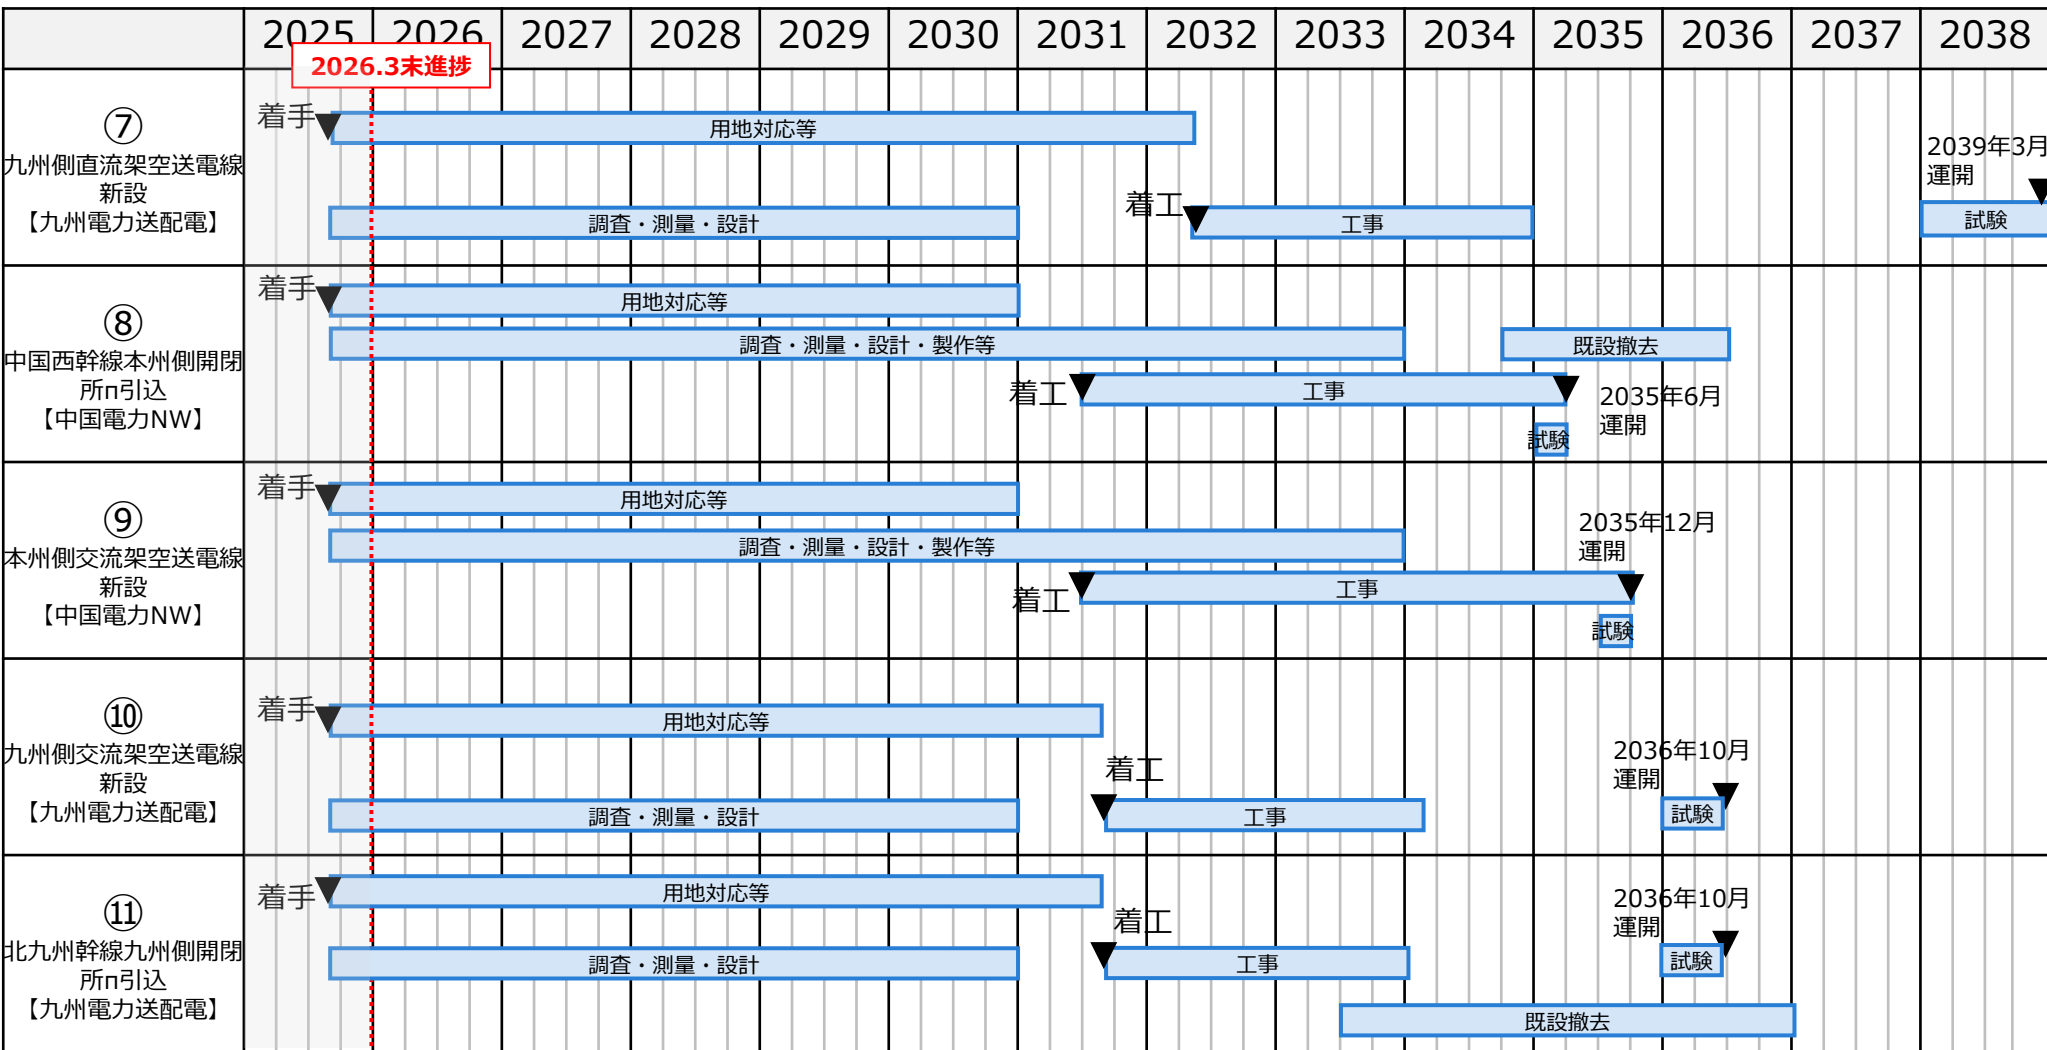 2025 2026 2027 2028 2029 2030 2031 2032 2033 2034 2035 2036 2037 2038
2026.3末進捗
⑦
九州側直流架空送電線
新設
【九州電力送配電】
着手
用地対応等
調査・測量・設計
着工
工事
2039年3月
運開
試験
⑧
中国西幹線本州側開閉
所π引込
【中国電力NW】
着手
用地対応等
調査・測量・設計・製作等
既設撤去
着工
工事
2035年6月
運開
試験
⑨
本州側交流架空送電線
新設
【中国電力NW】
着手
用地対応等
調査・測量・設計・製作等
2035年12月
運開
着工
工事
試験
⑩
九州側交流架空送電線
新設
【九州電力送配電】
着手
用地対応等
調査・測量・設計
着工
工事
2036年10月
運開
試験
⑪
北九州幹線九州側開閉
所π引込
【九州電力送配電】
着手
用地対応等
調査・測量・設計
着工
工事
2036年10月
運開
試験
既設撤去